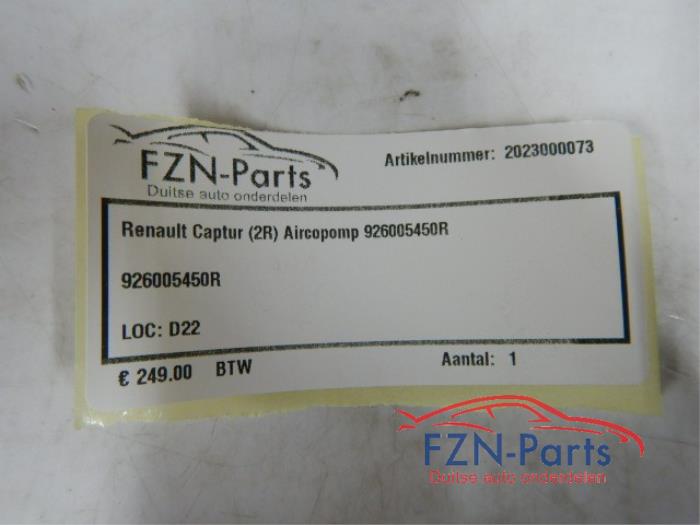 FZN-Parts
Duitse auto onderdelen
Artikelnummer: 2023000073
Renault Captur (2R) Aircopomp 926005450R
926005450R
LOC: D22
€ 249.00 BTW
Aantal: 1
FZN-Parts
Duitse auto onderdelen